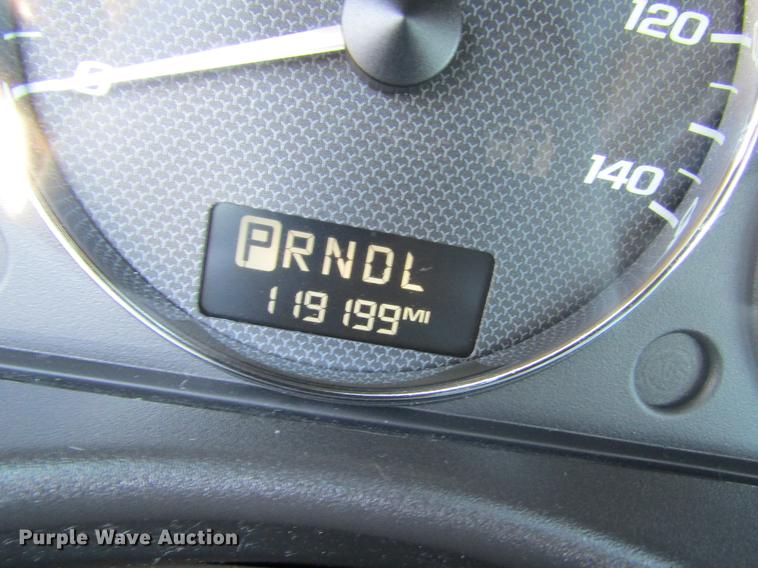 120
140
PRNDL
119199MI
Purple Wave Auction